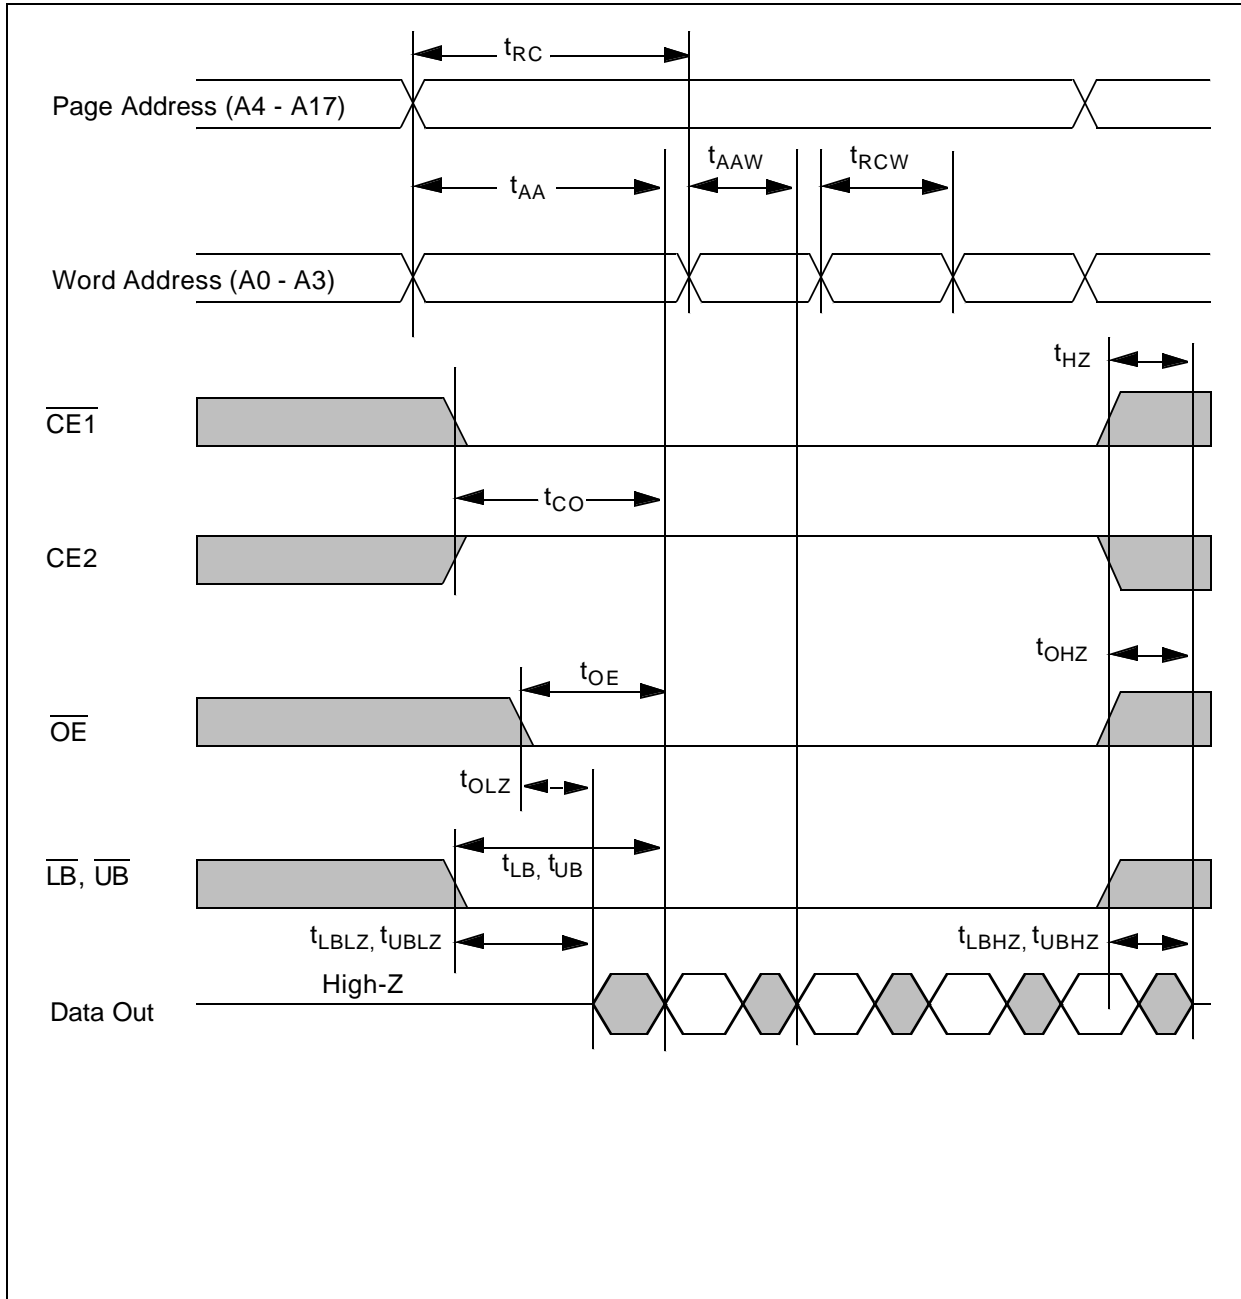 tRC
Page Address (A4 - A17)
tAAW
tRCW
tAA
Word Address (A0 - A3)
tHZ
CE1
tCO
CE2
tOHZ
tOE
OE
tOLZ
LB, UB
tLB, tUB
tLBLZ, tUBLZ
tLBHZ, tUBHZ
High-Z
Data Out